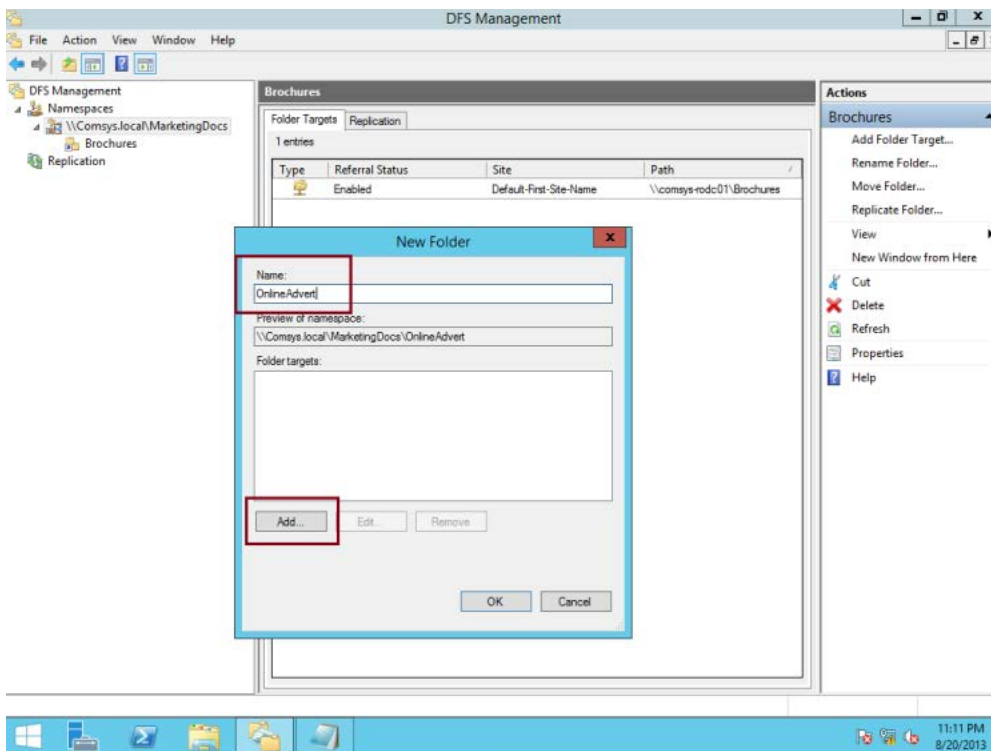 DFS Management
File Action View Window Help
DFS Management
Namespaces
\\Comsys.local\MarketingDocs
Brochures
Replication
Brochures
Folder Targets Replication
1 entries
Type Referral Status Site Path
Enabled Default-First-Site-Name \\comsys-rodc01\Brochures
New Folder
Name:
OnlineAdvert
Preview of namespace:
\\Comsys.local\MarketingDocs\OnlineAdvert
Folder targets:
Add... Edit... Remove
OK Cancel
Actions
Brochures
Add Folder Target...
Rename Folder...
Move Folder...
Replicate Folder...
View
New Window from Here
Cut
Delete
Refresh
Properties
Help
11:11 PM
8/20/2013